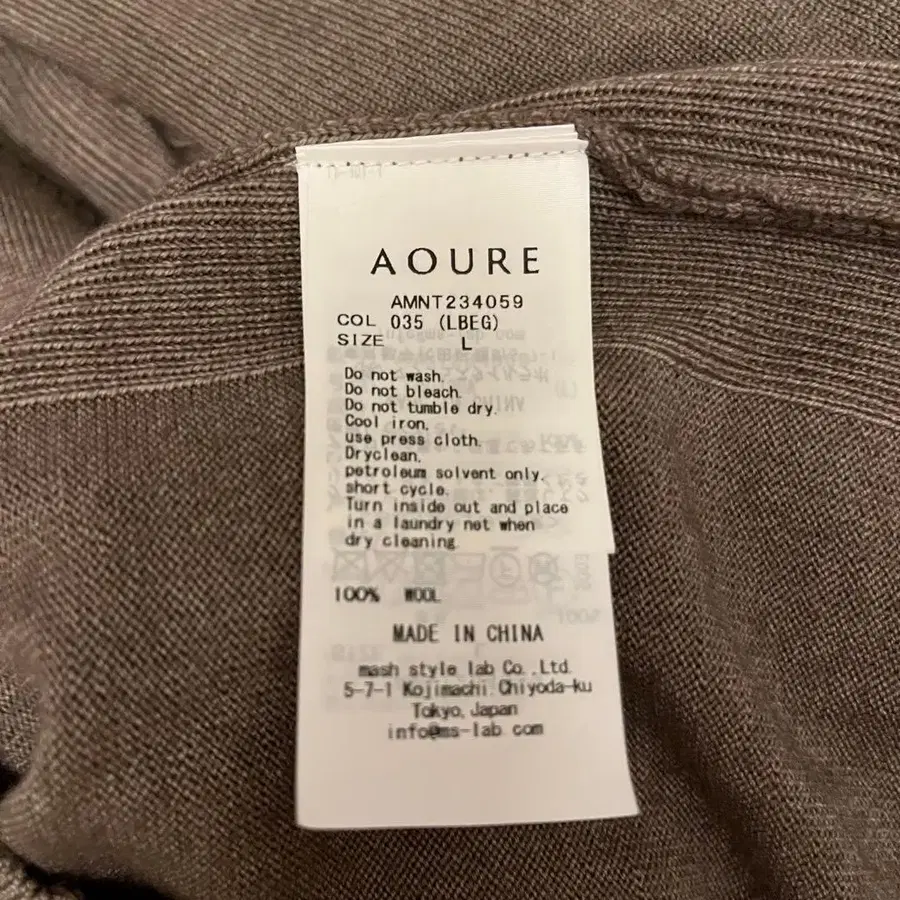 AOURE
AMNT234059
COL 035 (LBEG)
SIZE L
Do not wash.
Do not bleach.
Do not tumble dry.
Cool iron.
use press cloth.
Dryclean.
petroleum solvent only.
short cycle.
Turn inside out and place
in a laundry net when
dry cleaning.
100% WOOL
MADE IN CHINA
mash style lab Co.,Ltd.
5-7-1 Kojimachi.Chiyoda-ku
Tokyo,Japan
info@ms-lab.com